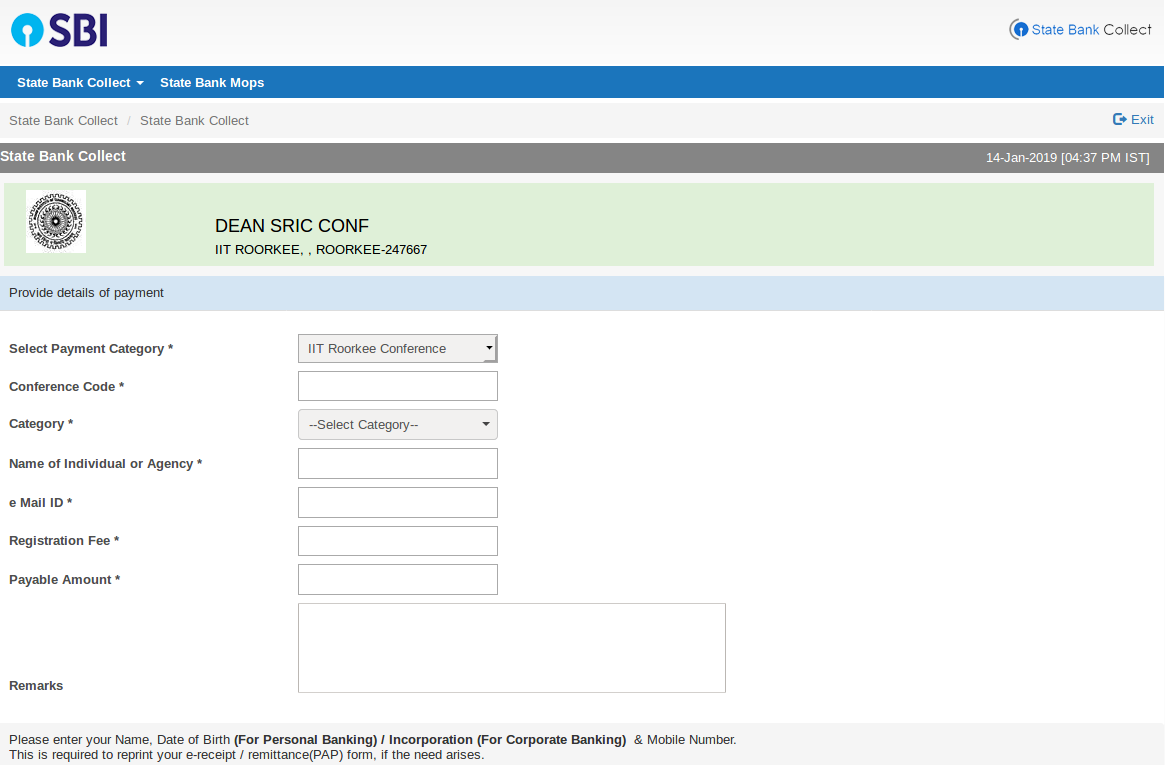 SBI
State Bank Collect
State Bank Collect State Bank Mops
State Bank Collect / State Bank Collect
Exit
State Bank Collect
14-Jan-2019 [04:37 PM IST]
DEAN SRIC CONF
IIT ROORKEE, , ROORKEE-247667
Provide details of payment
Select Payment Category *
IIT Roorkee Conference
Conference Code *
Category *
--Select Category--
Name of Individual or Agency *
e Mail ID *
Registration Fee *
Payable Amount *
Remarks
Please enter your Name, Date of Birth (For Personal Banking) / Incorporation (For Corporate Banking)  & Mobile Number.
This is required to reprint your e-receipt / remittance(PAP) form, if the need arises.